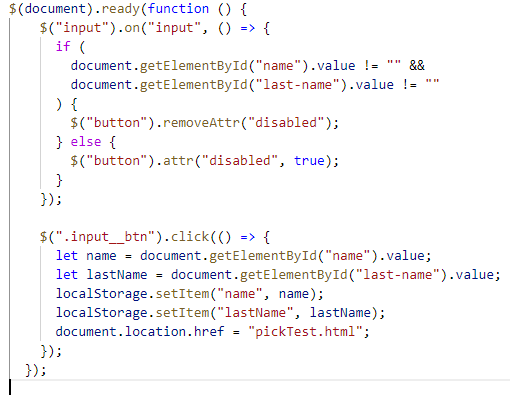 $(document).ready(function () {
$("input").on("input", () => {
if (
document.getElementById("name").value != "" &&
document.getElementById("last-name").value != ""
) {
$("button").removeAttr("disabled");
} else {
$("button").attr("disabled", true);
}
});
$(".input__btn").click(() => {
let name = document.getElementById("name").value;
let lastName = document.getElementById("last-name").value;
localStorage.setItem("name", name);
localStorage.setItem("lastName", lastName);
document.location.href = "pickTest.html";
});
});